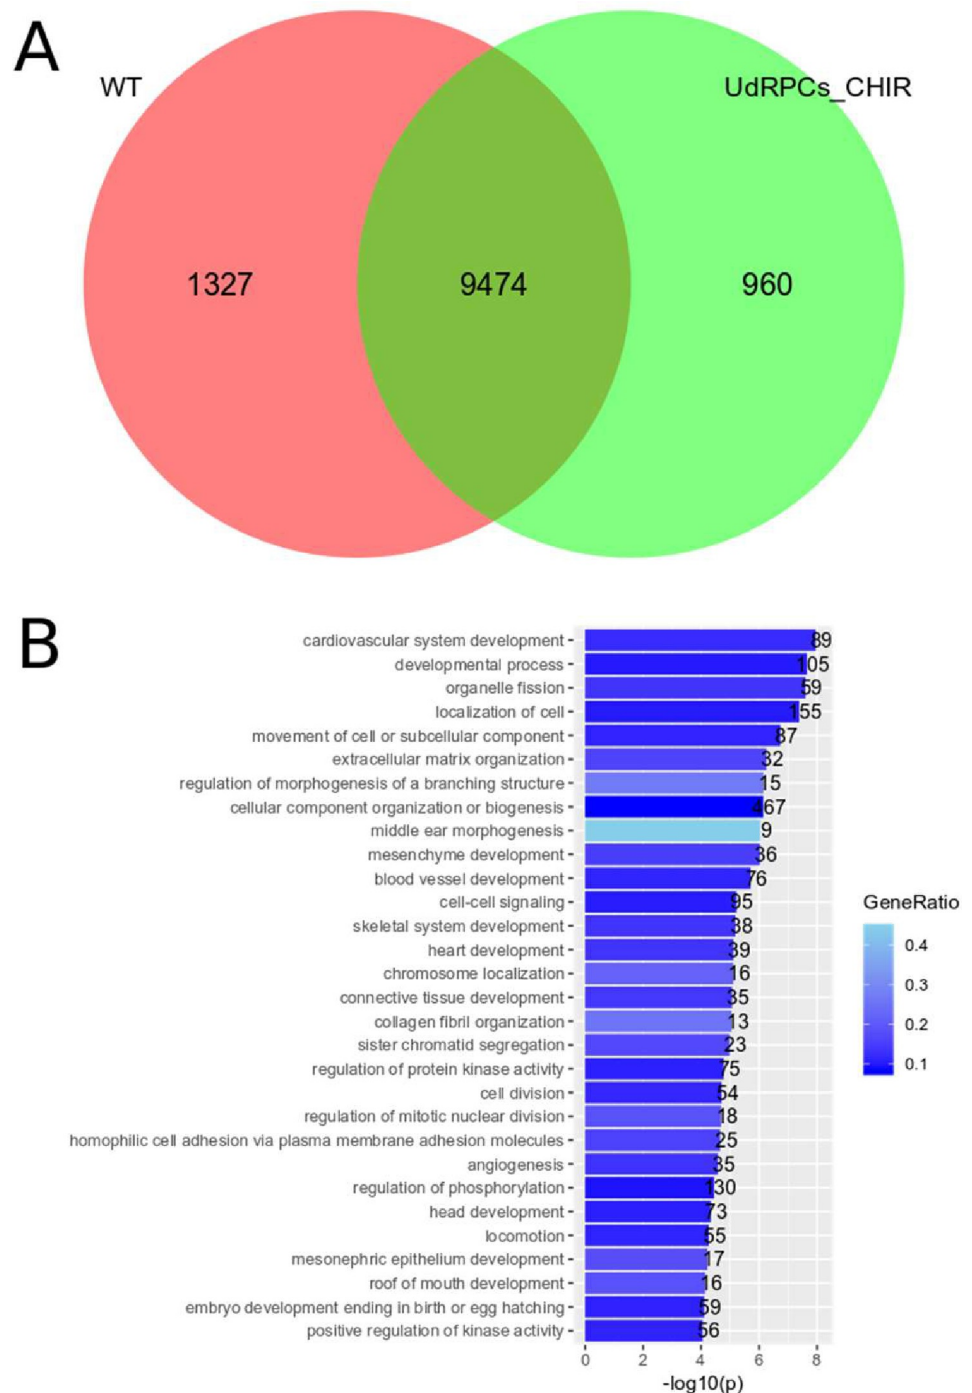 A
WT
UdRPCs_CHIR
1327
9474
960
B
cardiovascular system development 89
developmental process 105
organelle fission 59
localization of cell 155
movement of cell or subcellular component 87
extracellular matrix organization 32
regulation of morphogenesis of a branching structure 15
cellular component organization or biogenesis 467
middle ear morphogenesis 9
mesenchyme development 36
blood vessel development 76
cell-cell signaling 95
skeletal system development 38
heart development 39
chromosome localization 16
connective tissue development 35
collagen fibril organization 13
sister chromatid segregation 23
regulation of protein kinase activity 75
cell division 54
regulation of mitotic nuclear division 18
homophilic cell adhesion via plasma membrane adhesion molecules 25
angiogenesis 35
regulation of phosphorylation 130
head development 73
locomotion 55
mesonephric epithelium development 17
roof of mouth development 16
embryo development ending in birth or egg hatching 59
positive regulation of kinase activity 56
0 2 4 6 8
-log10(p)
GeneRatio
0.4
0.3
0.2
0.1